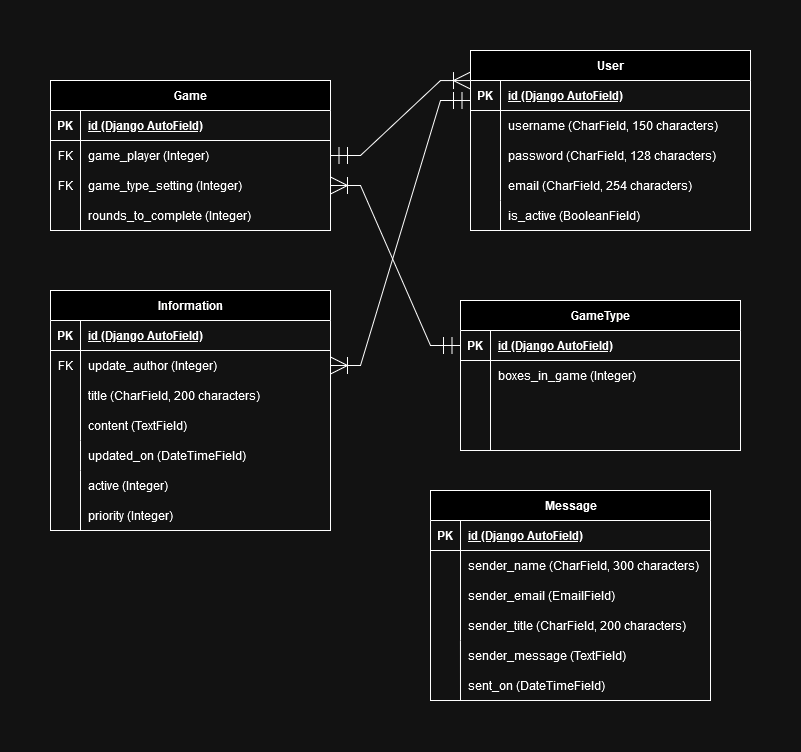 Game
PK id (Django AutoField)
FK game_player (Integer)
FK game_type_setting (Integer)
rounds_to_complete (Integer)
User
PK id (Django AutoField)
username (CharField, 150 characters)
password (CharField, 128 characters)
email (CharField, 254 characters)
is_active (BooleanField)
Information
PK id (Django AutoField)
FK update_author (Integer)
title (CharField, 200 characters)
content (TextField)
updated_on (DateTimeField)
active (Integer)
priority (Integer)
GameType
PK id (Django AutoField)
boxes_in_game (Integer)
Message
PK id (Django AutoField)
sender_name (CharField, 300 characters)
sender_email (EmailField)
sender_title (CharField, 200 characters)
sender_message (TextField)
sent_on (DateTimeField)